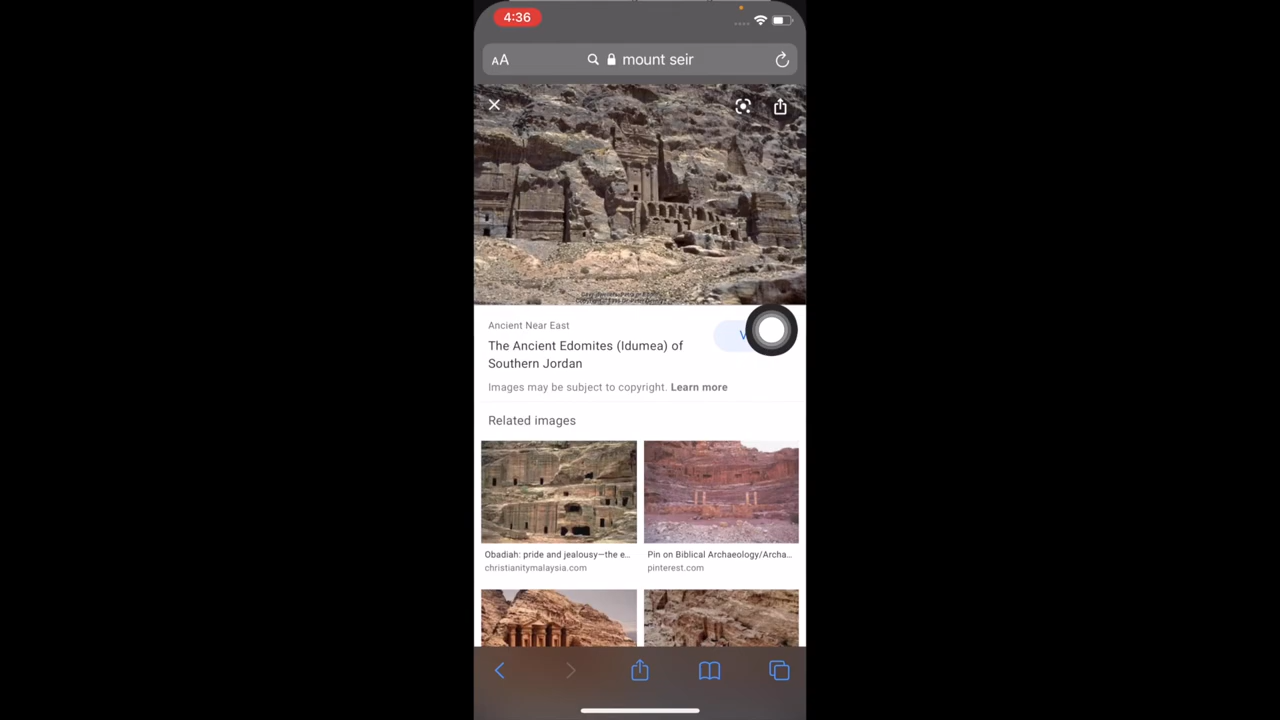 4:36
AA mount seir
Ancient Near East
The Ancient Edomites (Idumea) of
Southern Jordan
Images may be subject to copyright. Learn more
Related images
Obadiah: pride and jealousy—the e...
christianitymalaysia.com
Pin on Biblical Archaeology/Archa...
pinterest.com